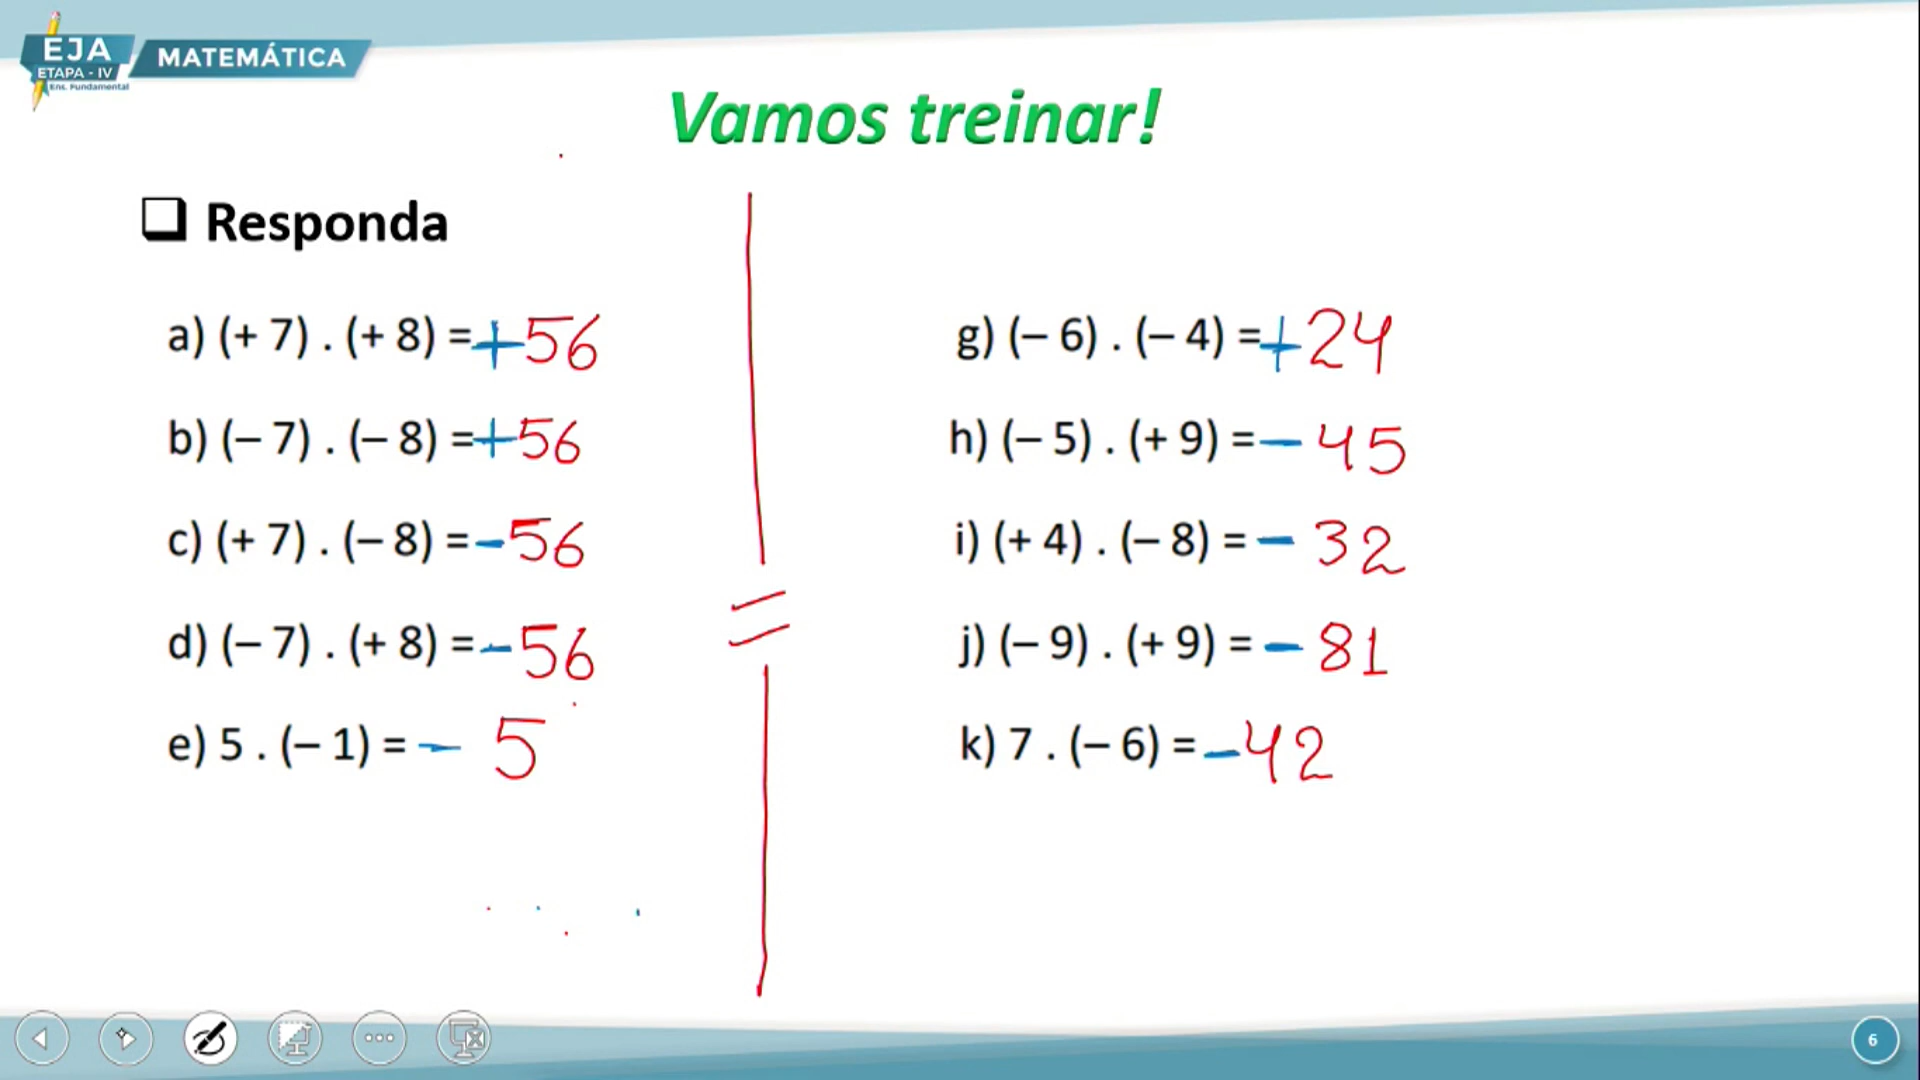 EJA
ETAPA - IV
Ens. Fundamental
MATEMÁTICA
Vamos treinar!
Responda
a) (+ 7) . (+ 8) = +56
b) (– 7) . (– 8) = +56
c) (+ 7) . (– 8) = -56
d) (– 7) . (+ 8) = -56
e) 5 . (– 1) = - 5
g) (– 6) . (– 4) = +24
h) (– 5) . (+ 9) = - 45
i) (+ 4) . (– 8) = - 32
j) (– 9) . (+ 9) = - 81
k) 7 . (– 6) = -42
6